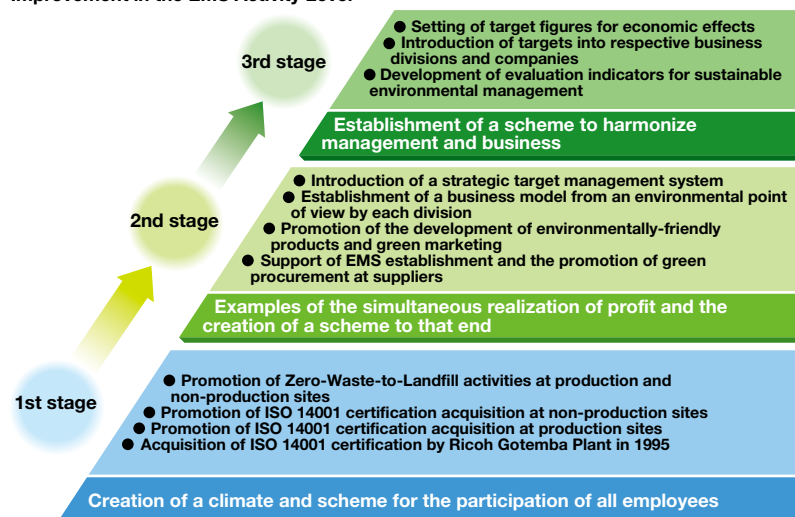 Improvement in the EMS Activity Level
3rd stage
● Setting of target figures for economic effects
● Introduction of targets into respective business
divisions and companies
● Development of evaluation indicators for sustainable
environmental management
Establishment of a scheme to harmonize
management and business
2nd stage
● Introduction of a strategic target management system
● Establishment of a business model from an environmental point
of view by each division
● Promotion of the development of environmentally-friendly
products and green marketing
● Support of EMS establishment and the promotion of green
procurement at suppliers
Examples of the simultaneous realization of profit and the
creation of a scheme to that end
1st stage
● Promotion of Zero-Waste-to-Landfill activities at production and
non-production sites
● Promotion of ISO 14001 certification acquisition at non-production sites
● Promotion of ISO 14001 certification acquisition at production sites
● Acquisition of ISO 14001 certification by Ricoh Gotemba Plant in 1995
Creation of a climate and scheme for the participation of all employees